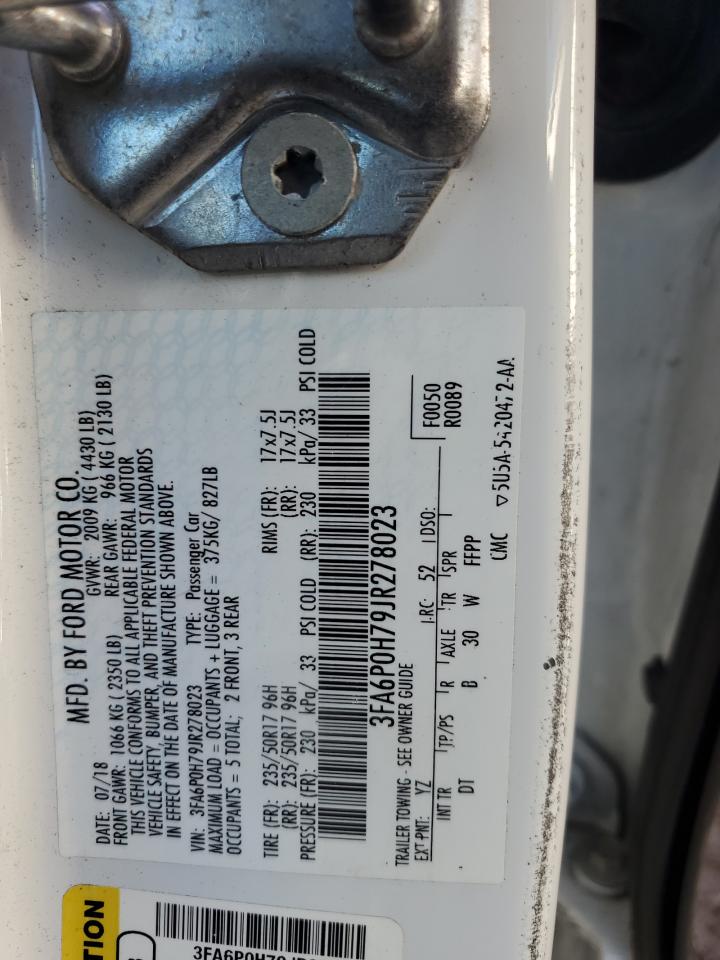 MFD. BY FORD MOTOR CO.
DATE: 07/18 GVWR: 2009 KG ( 4430 LB)
FRONT GAWR: 1066 KG ( 2350 LB) REAR GAWR: 966 KG ( 2130 LB)
THIS VEHICLE CONFORMS TO ALL APPLICABLE FEDERAL MOTOR
VEHICLE SAFETY, BUMPER, AND THEFT PREVENTION STANDARDS
IN EFFECT ON THE DATE OF MANUFACTURE SHOWN ABOVE.
VIN: 3FA6P0H79JR278023 TYPE: Passenger Car
MAXIMUM LOAD = OCCUPANTS + LUGGAGE = 375KG/ 827LB
OCCUPANTS = 5 TOTAL; 2 FRONT, 3 REAR
TIRE (FR): 235/50R17 96H RIMS (FR): 17x7.5J
(RR): 235/50R17 96H (RR): 17x7.5J
PRESSURE (FR): 230 kPa/ 33 PSI COLD (RR): 230 kPa/ 33 PSI COLD
3FA6P0H79JR278023
TRAILER TOWING - SEE OWNER GUIDE F0050
R0089
EXT PNT: YZ RC: 52 DSO:
INT TR TP/PS R AXLE TR SPR
DT B 30 W FFPP
CMC ▽5U5A-5420472-AA
TION